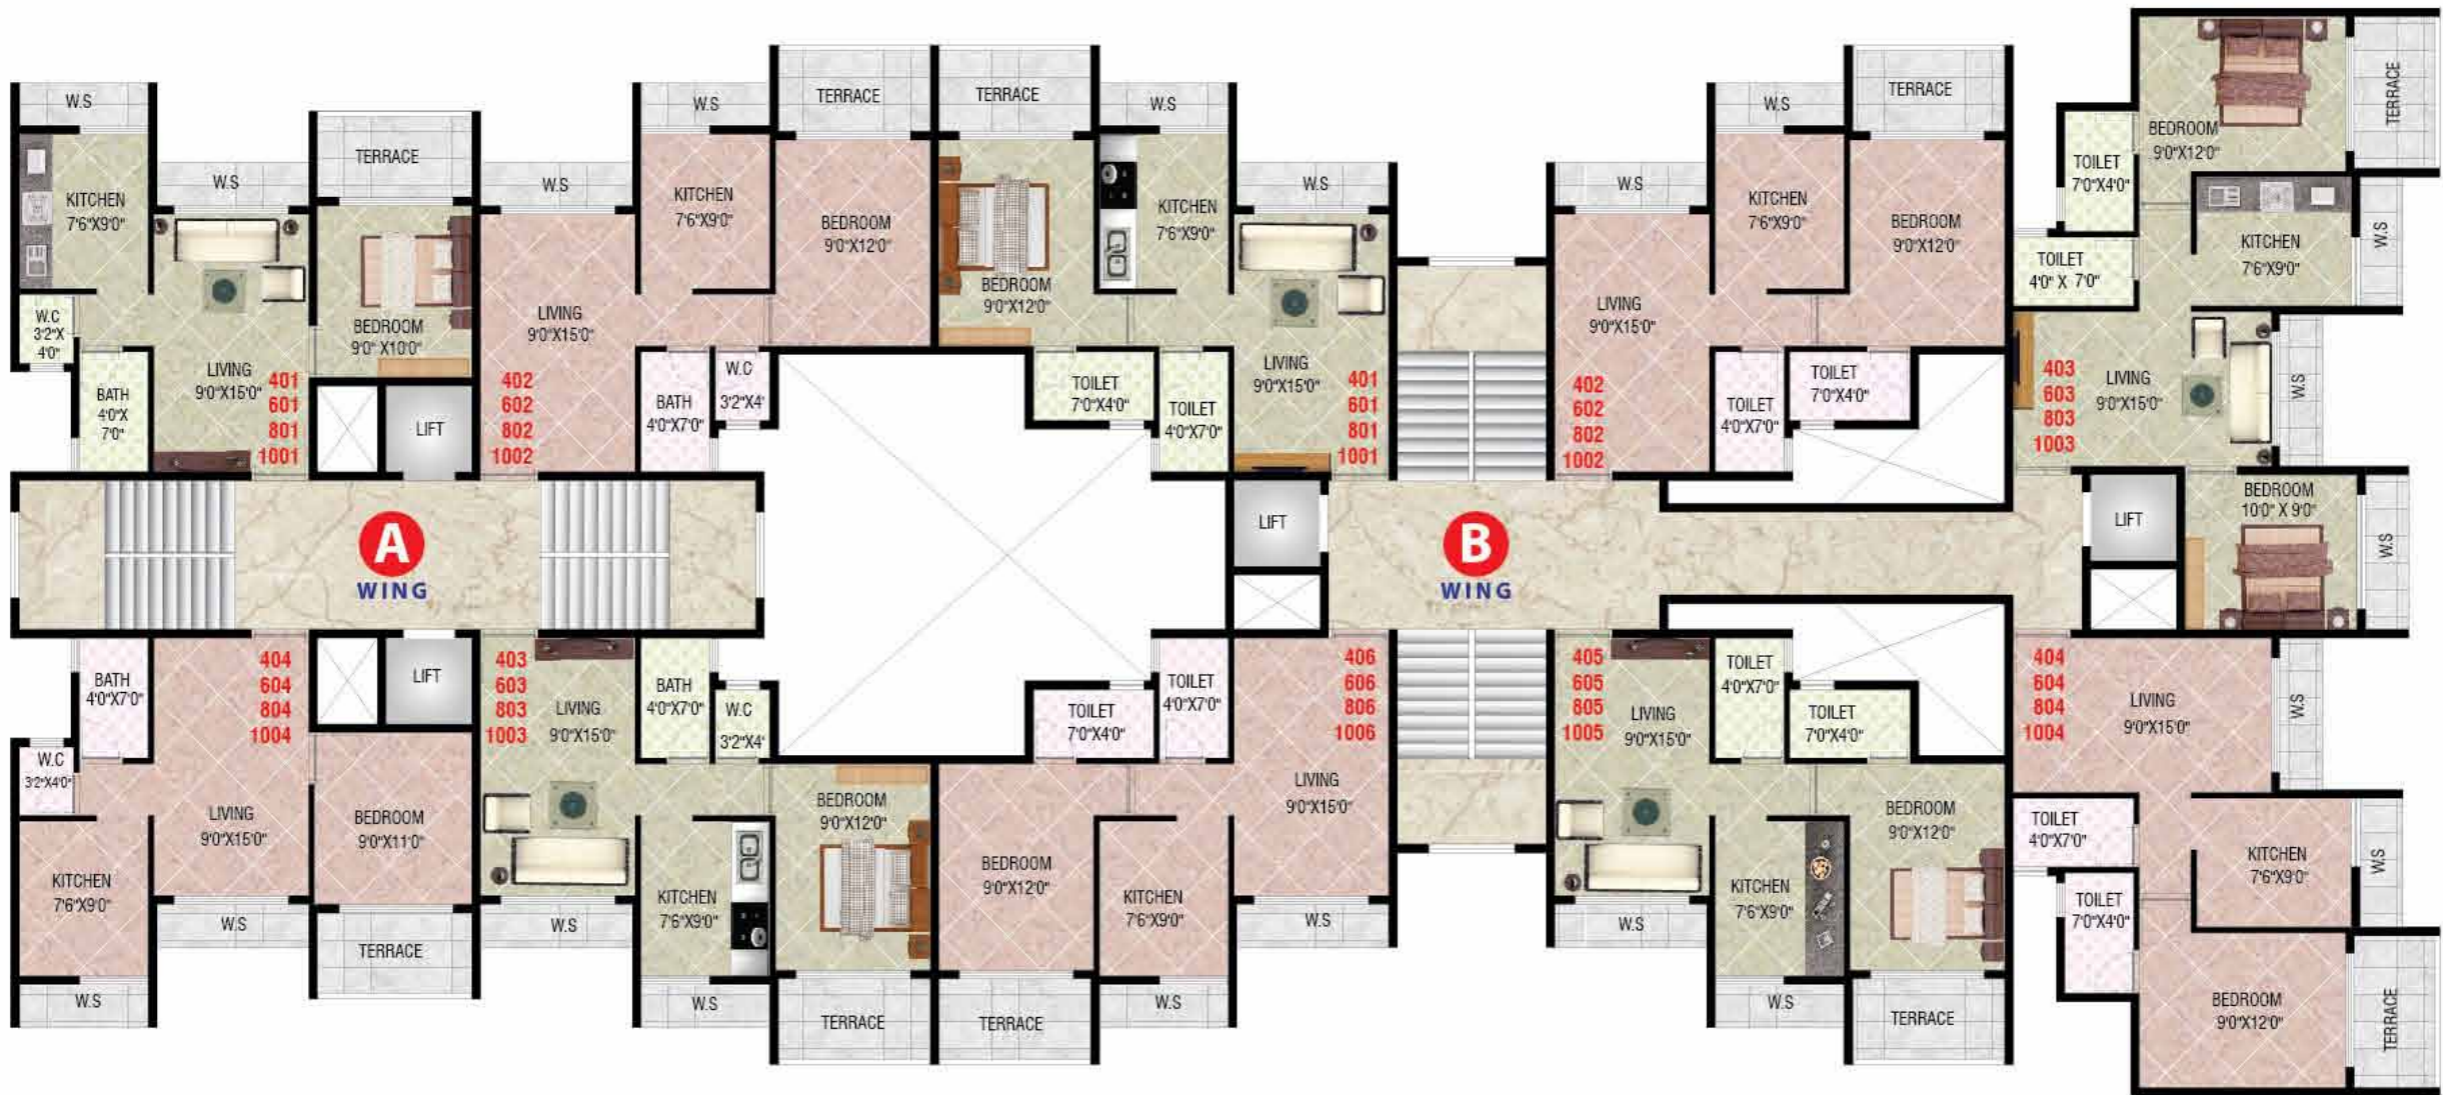 W.S
KITCHEN
7'6"X9'0"
W.C
3'2"X
4'0"
BATH
4'0"X
7'0"
W.S
LIVING
9'0"X15'0"
401
601
801
1001
TERRACE
BEDROOM
9'0" X10'0"
LIFT
W.S
LIVING
9'0"X15'0"
402
602
802
1002
W.S
KITCHEN
7'6"X9'0"
BATH
4'0"X7'0"
W.C
3'2"X4'
TERRACE
BEDROOM
9'0"X12'0"
A
WING
BATH
4'0"X7'0"
W.C
3'2"X4'0"
KITCHEN
7'6"X9'0"
W.S
404
604
804
1004
LIVING
9'0"X15'0"
W.S
LIFT
BEDROOM
9'0"X11'0"
TERRACE
403
603
803
1003
LIVING
9'0"X15'0"
W.S
BATH
4'0"X7'0"
W.C
3'2"X4'
KITCHEN
7'6"X9'0"
W.S
BEDROOM
9'0"X12'0"
TERRACE
TERRACE
BEDROOM
9'0"X12'0"
W.S
KITCHEN
7'6"X9'0"
TOILET
7'0"X4'0"
TOILET
4'0"X7'0"
W.S
LIVING
9'0"X15'0"
401
601
801
1001
W.S
LIVING
9'0"X15'0"
402
602
802
1002
W.S
KITCHEN
7'6"X9'0"
TERRACE
BEDROOM
9'0"X12'0"
TOILET
4'0"X7'0"
TOILET
7'0"X4'0"
BEDROOM
9'0"X12'0"
TERRACE
TOILET
7'0"X4'0"
TOILET
4'0" X 7'0"
KITCHEN
7'6"X9'0"
W.S
403
603
803
1003
LIVING
9'0"X15'0"
W.S
LIFT
B
WING
LIFT
BEDROOM
10'0" X 9'0"
W.S
TOILET
7'0"X4'0"
TOILET
4'0"X7'0"
406
606
806
1006
LIVING
9'0"X15'0"
W.S
BEDROOM
9'0"X12'0"
TERRACE
KITCHEN
7'6"X9'0"
W.S
405
605
805
1005
LIVING
9'0"X15'0"
W.S
TOILET
4'0"X7'0"
TOILET
7'0"X4'0"
KITCHEN
7'6"X9'0"
W.S
BEDROOM
9'0"X12'0"
TERRACE
404
604
804
1004
LIVING
9'0"X15'0"
W.S
TOILET
4'0"X7'0"
TOILET
7'0"X4'0"
KITCHEN
7'6"X9'0"
W.S
BEDROOM
9'0"X12'0"
TERRACE